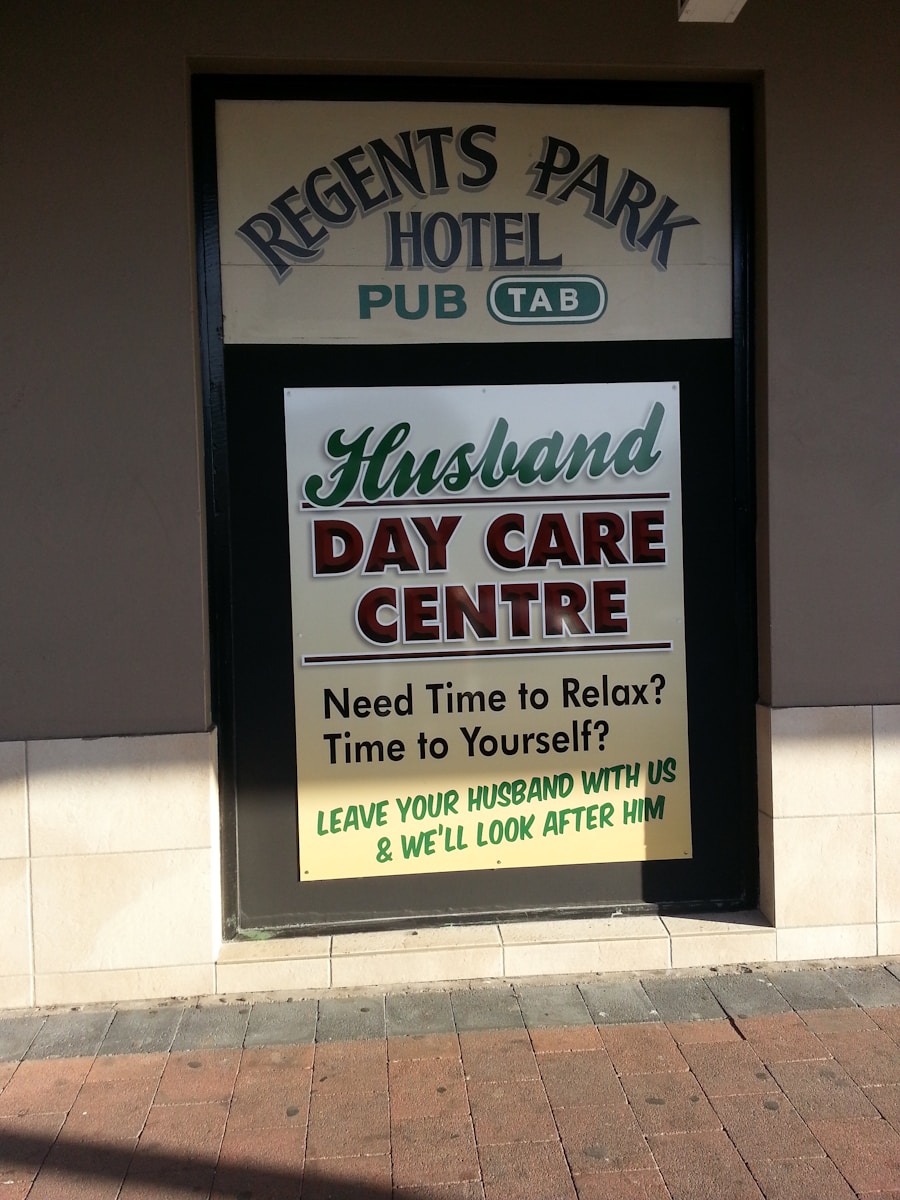 REGENTS PARK
HOTEL
PUB TAB
Husband
DAY CARE
CENTRE
Need Time to Relax?
Time to Yourself?
LEAVE YOUR HUSBAND WITH US
& WE'LL LOOK AFTER HIM